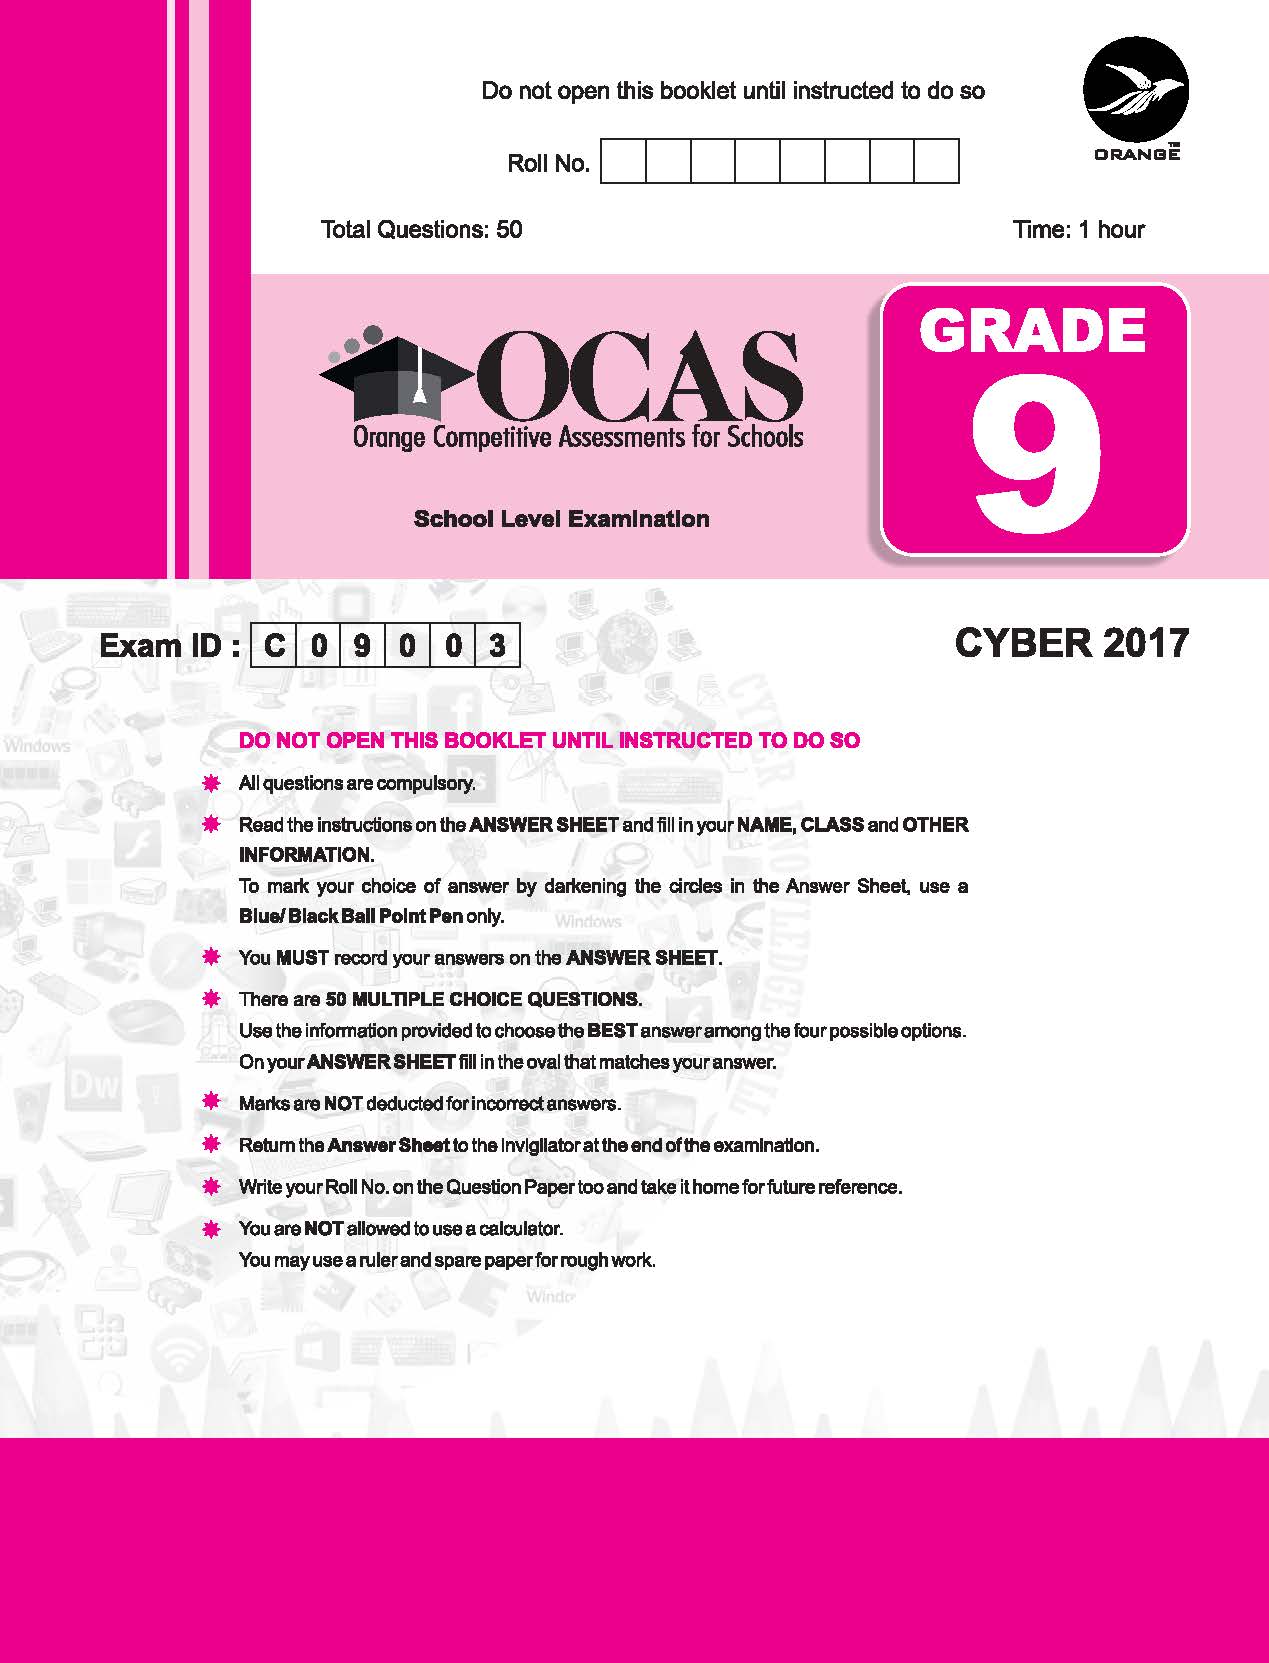 Do not open this booklet until instructed to do so
ORANGE™
Roll No.
Total Questions: 50
Time: 1 hour
GRADE
9
OCAS
Orange Competitive Assessments for Schools
School Level Examination
Exam ID : C 0 9 0 0 3
CYBER 2017
DO NOT OPEN THIS BOOKLET UNTIL INSTRUCTED TO DO SO
All questions are compulsory.
Read the instructions on the ANSWER SHEET and fill in your NAME, CLASS and OTHER
INFORMATION.
To mark your choice of answer by darkening the circles in the Answer Sheet, use a
Blue/ Black Ball Point Pen only.
You MUST record your answers on the ANSWER SHEET.
There are 50 MULTIPLE CHOICE QUESTIONS.
Use the information provided to choose the BEST answer among the four possible options.
On your ANSWER SHEET fill in the oval that matches your answer.
Marks are NOT deducted for incorrect answers.
Return the Answer Sheet to the invigilator at the end of the examination.
Write your Roll No. on the Question Paper too and take it home for future reference.
You are NOT allowed to use a calculator.
You may use a ruler and spare paper for rough work.
Windows
Windows
Dw